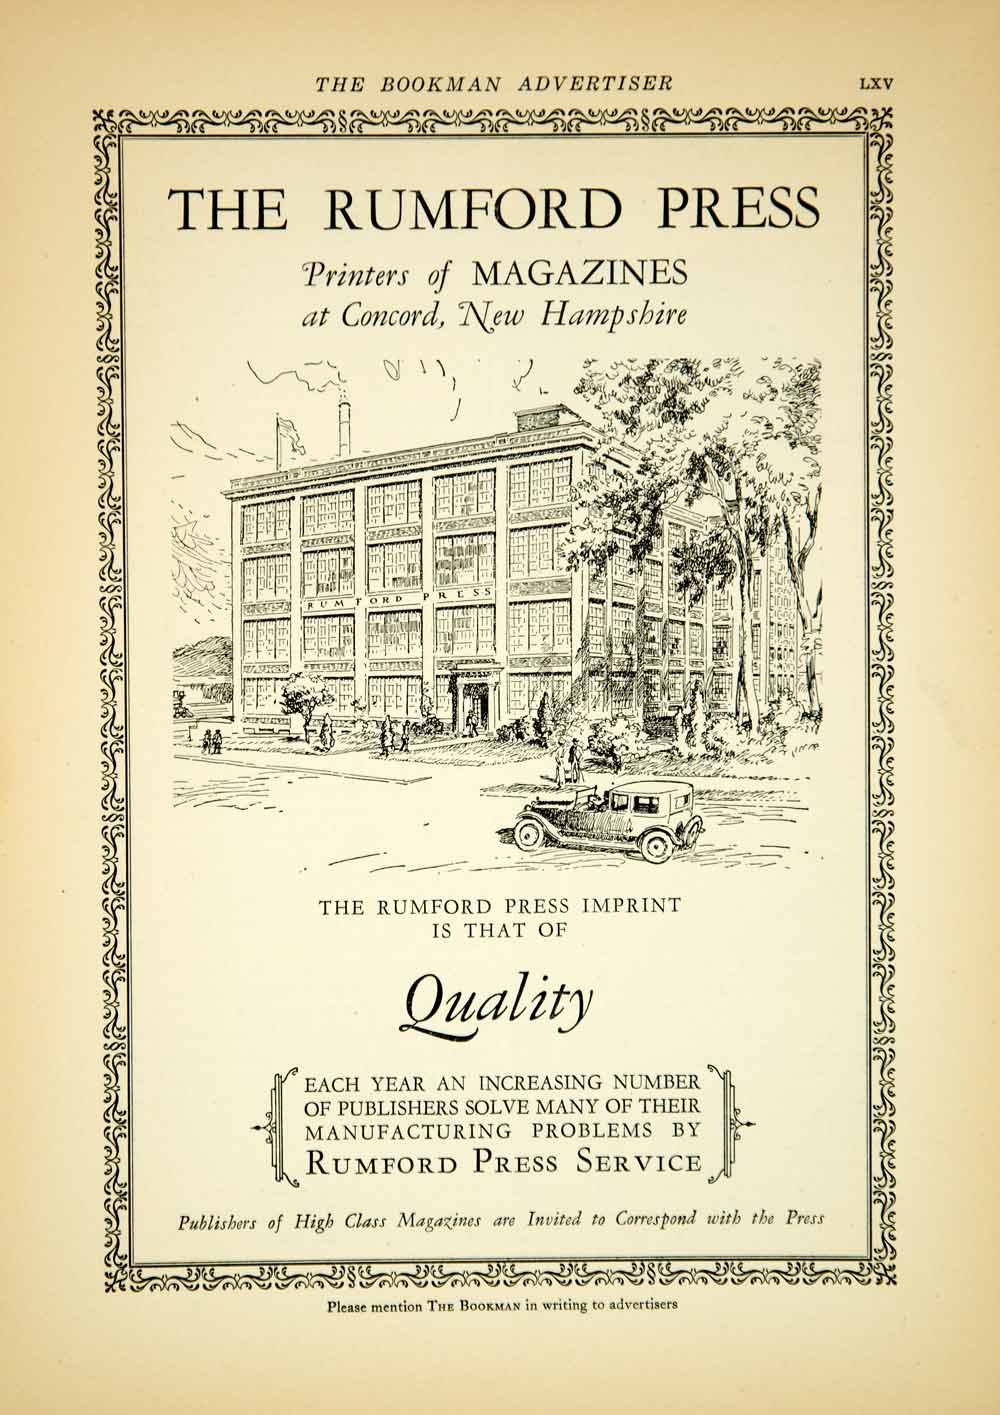 THE BOOKMAN ADVERTISER LXV
THE RUMFORD PRESS
Printers of MAGAZINES
at Concord, New Hampshire
RUMFORD PRESS
THE RUMFORD PRESS IMPRINT
IS THAT OF
Quality
EACH YEAR AN INCREASING NUMBER
OF PUBLISHERS SOLVE MANY OF THEIR
MANUFACTURING PROBLEMS BY
RUMFORD PRESS SERVICE
Publishers of High Class Magazines are Invited to Correspond with the Press
Please mention THE BOOKMAN in writing to advertisers